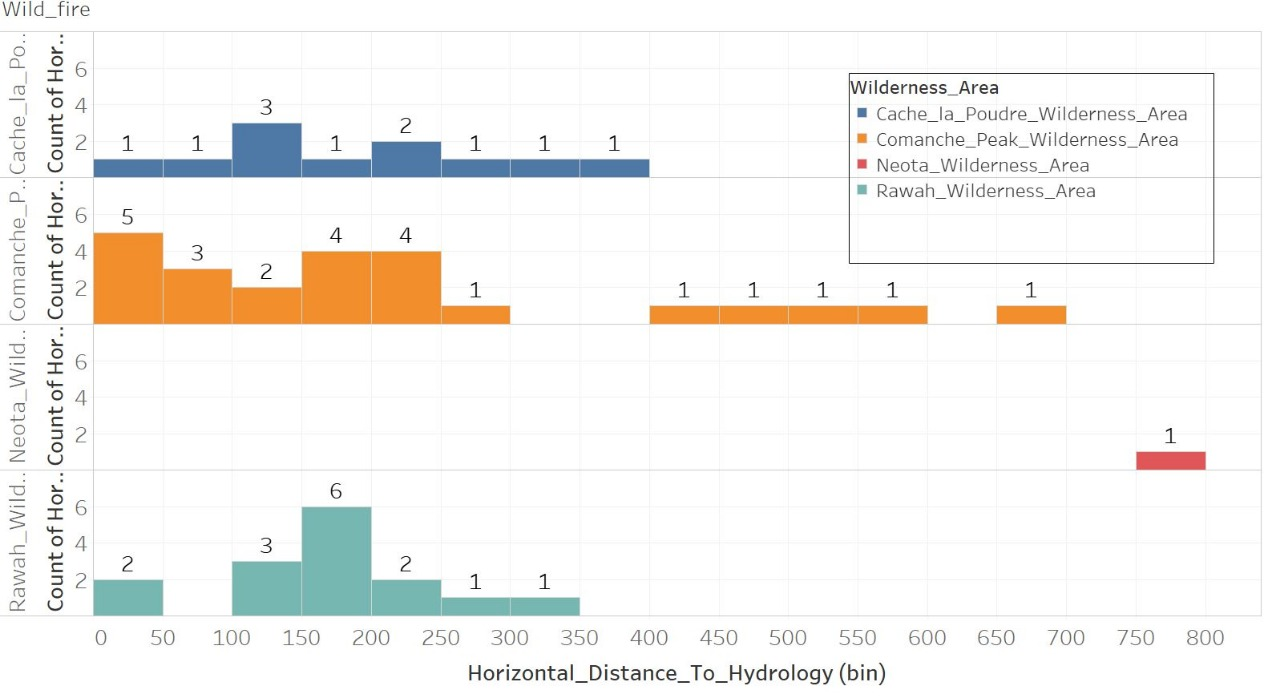 Wild_fire
Cache_la_Po..
Count of Hor..
6
4
2
1 1 3 1 2 1 1 1
Wilderness_Area
Cache_la_Poudre_Wilderness_Area
Comanche_Peak_Wilderness_Area
Neota_Wilderness_Area
Rawah_Wilderness_Area
Comanche_P..
Count of Hor..
6
4
2
5 3 2 4 4 1 1 1 1 1 1
Neota_Wild..
Count of Hor..
6
4
2
1
Rawah_Wild..
Count of Hor..
6
4
2
2 3 6 2 1 1
0 50 100 150 200 250 300 350 400 450 500 550 600 650 700 750 800
Horizontal_Distance_To_Hydrology (bin)